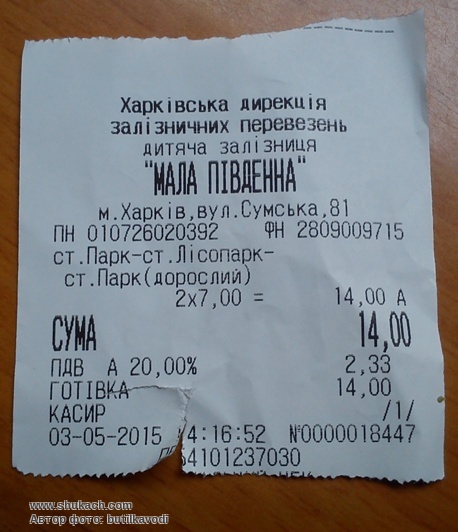 Харківська дирекція
залізничних перевезень
дитяча залізниця
"МАЛА ПІВДЕННА"
м.Харків,вул.Сумська,81
ПН 010726020392 ФН 2809009715
ст.Парк-ст.Лісопарк-
ст.Парк(дорослий)
2x7,00 = 14,00 А
СУМА 14,00
ПДВ А 20,00% 2,33
ГОТІВКА 14,00
КАСИР /1/
03-05-2015 4:16:52 №0000018447
54101237030
www.shukach.com
Автор фото: butilkavodi